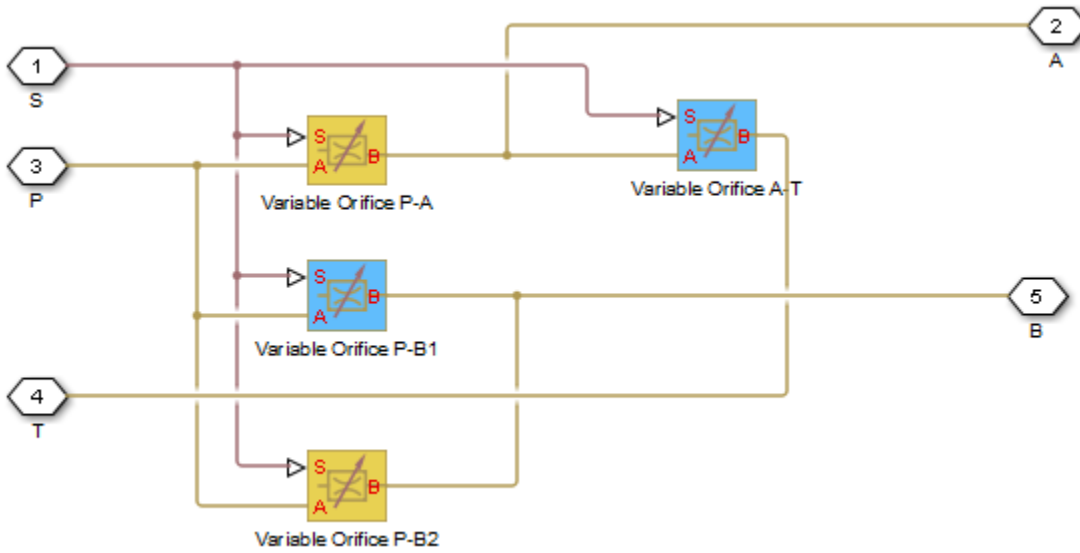 2
A
1
S
S
A
B
Variable Orifice P-A
S
A
B
Variable Orifice A-T
3
P
S
A
B
Variable Orifice P-B1
5
B
4
T
S
A
B
Variable Orifice P-B2